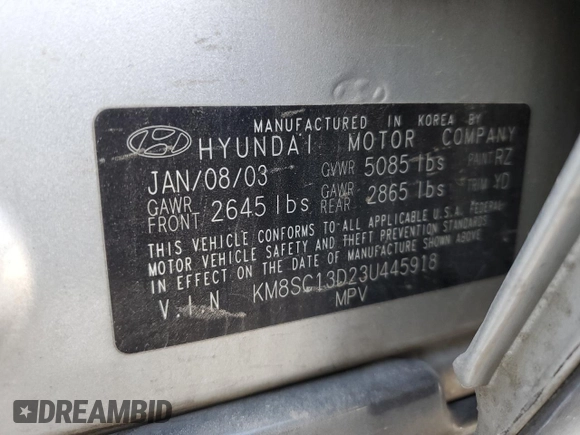 MANUFACTURED IN KOREA BY
HYUNDAI MOTOR COMPANY
JAN/08/03 GVWR 5085 lbs PAINT RZ
GAWR FRONT 2645 lbs GAWR REAR 2865 lbs TRIM YD
THIS VEHICLE CONFORMS TO ALL APPLICABLE U.S.A. FEDERAL
MOTOR VEHICLE SAFETY AND THEFT PREVENTION STANDARDS
IN EFFECT ON THE DATE OF MANUFACTURE SHOWN ABOVE.
V.I.N KM8SC13D23U445918
MPV
DREAMBID